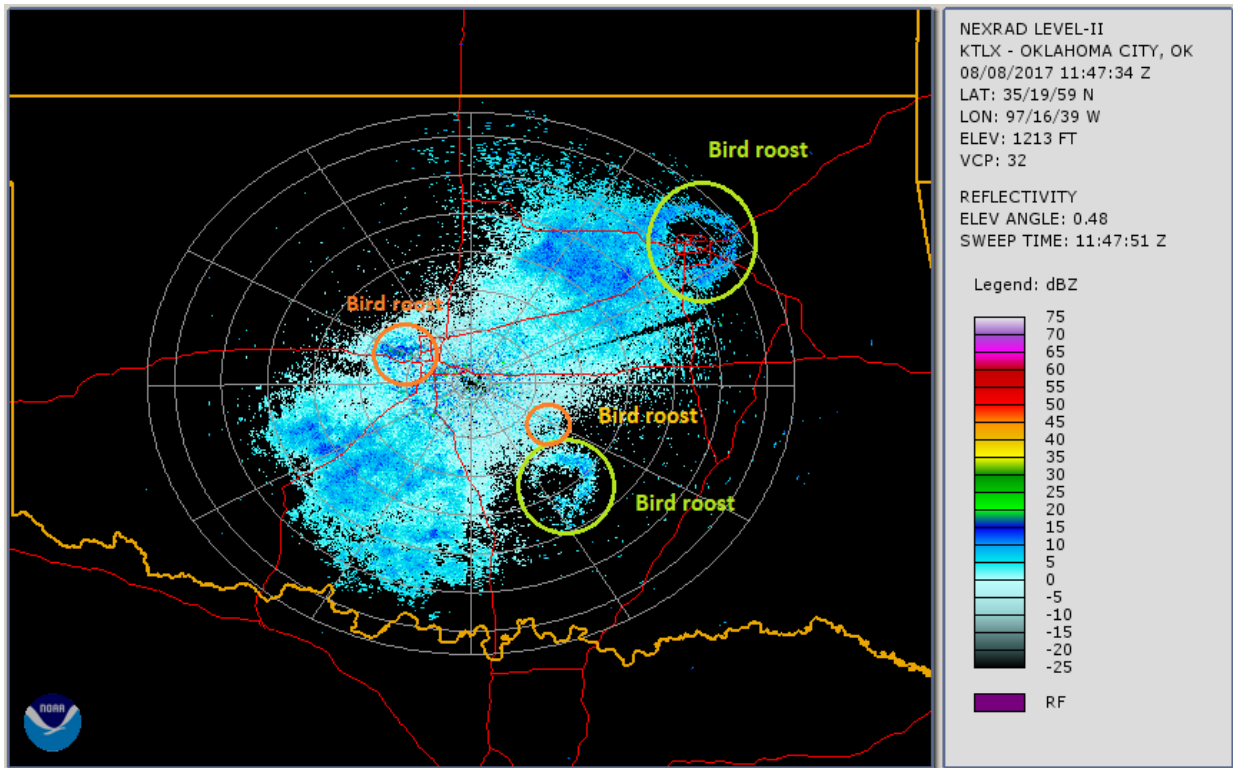 NEXRAD LEVEL-II
KTLX - OKLAHOMA CITY, OK
08/08/2017 11:47:34 Z
LAT: 35/19/59 N
LON: 97/16/39 W
ELEV: 1213 FT
VCP: 32
REFLECTIVITY
ELEV ANGLE: 0.48
SWEEP TIME: 11:47:51 Z
Legend: dBZ
75
70
65
60
55
50
45
40
35
30
25
20
15
10
5
0
-5
-10
-15
-20
-25
RF
Bird roost
Bird roost
Bird roost
Bird roost
NOAA